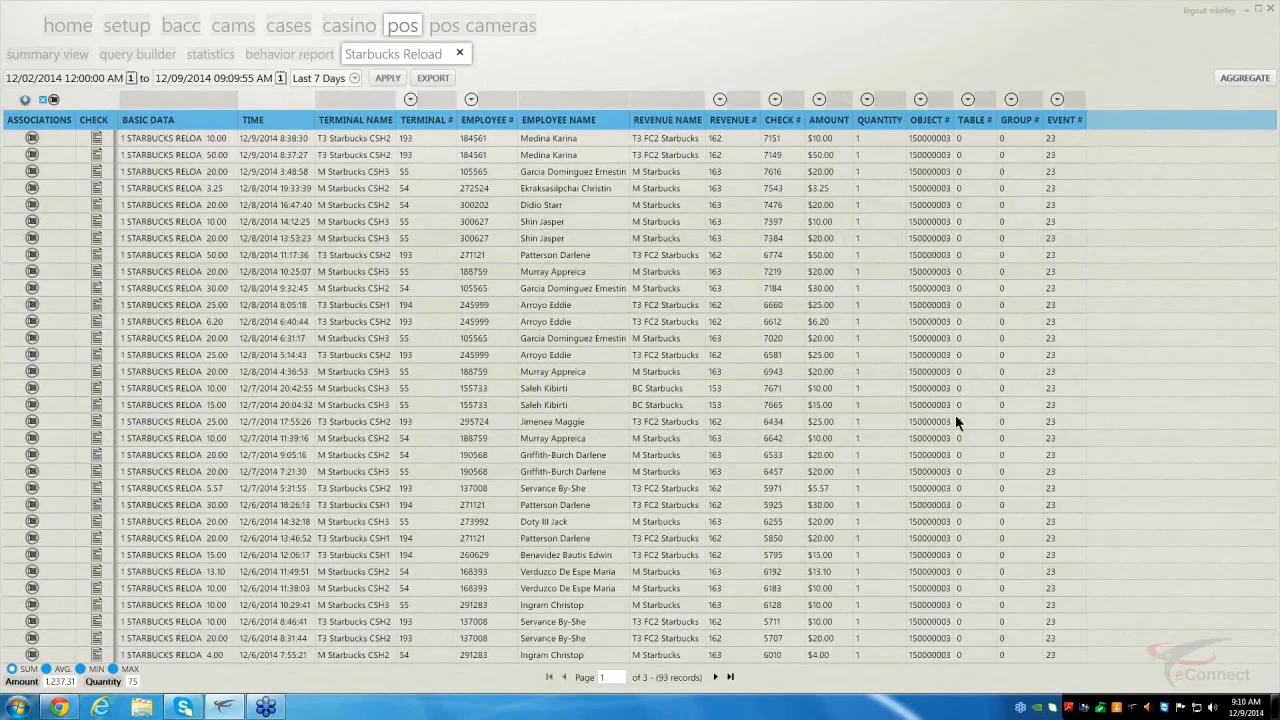 logout mkelley
home setup bacc cams cases casino pos pos cameras
summary view query builder statistics behavior report Starbucks Reload
12/02/2014 12:00:00 AM to 12/09/2014 09:09:55 AM Last 7 Days APPLY EXPORT AGGREGATE
ASSOCIATIONS CHECK BASIC DATA TIME TERMINAL NAME TERMINAL # EMPLOYEE # EMPLOYEE NAME REVENUE NAME REVENUE # CHECK # AMOUNT QUANTITY OBJECT # TABLE # GROUP # EVENT #
1 STARBUCKS RELOA 10.00 12/9/2014 8:38:30 T3 Starbucks CSH2 193 184561 Medina Karina T3 FC2 Starbucks 162 7151 $10.00 1 150000003 0 0 23
1 STARBUCKS RELOA 50.00 12/9/2014 8:37:27 T3 Starbucks CSH2 193 184561 Medina Karina T3 FC2 Starbucks 162 7149 $50.00 1 150000003 0 0 23
1 STARBUCKS RELOA 20.00 12/9/2014 3:48:58 M Starbucks CSH3 55 105565 Garcia Dominguez Ernestin M Starbucks 163 7616 $20.00 1 150000003 0 0 23
1 STARBUCKS RELOA 3.25 12/8/2014 19:33:39 M Starbucks CSH2 54 272524 Ekraksasilpchai Christin M Starbucks 163 7543 $3.25 1 150000003 0 0 23
1 STARBUCKS RELOA 20.00 12/8/2014 16:47:40 M Starbucks CSH2 54 300202 Didio Starr M Starbucks 163 7476 $20.00 1 150000003 0 0 23
1 STARBUCKS RELOA 10.00 12/8/2014 14:12:25 M Starbucks CSH3 55 300627 Shin Jasper M Starbucks 163 7397 $10.00 1 150000003 0 0 23
1 STARBUCKS RELOA 20.00 12/8/2014 13:53:23 M Starbucks CSH3 55 300627 Shin Jasper M Starbucks 163 7384 $20.00 1 150000003 0 0 23
1 STARBUCKS RELOA 50.00 12/8/2014 11:17:36 T3 Starbucks CSH2 193 271121 Patterson Darlene T3 FC2 Starbucks 162 6774 $50.00 1 150000003 0 0 23
1 STARBUCKS RELOA 20.00 12/8/2014 10:25:07 M Starbucks CSH3 55 188759 Murray Appreica M Starbucks 163 7219 $20.00 1 150000003 0 0 23
1 STARBUCKS RELOA 30.00 12/8/2014 9:32:45 M Starbucks CSH2 54 105565 Garcia Dominguez Ernestin M Starbucks 163 7184 $30.00 1 150000003 0 0 23
1 STARBUCKS RELOA 25.00 12/8/2014 8:05:18 T3 Starbucks CSH1 194 245999 Arroyo Eddie T3 FC2 Starbucks 162 6660 $25.00 1 150000003 0 0 23
1 STARBUCKS RELOA 6.20 12/8/2014 6:40:44 T3 Starbucks CSH2 193 245999 Arroyo Eddie T3 FC2 Starbucks 162 6612 $6.20 1 150000003 0 0 23
1 STARBUCKS RELOA 20.00 12/8/2014 6:31:17 M Starbucks CSH3 55 105565 Garcia Dominguez Ernestin M Starbucks 163 7020 $20.00 1 150000003 0 0 23
1 STARBUCKS RELOA 25.00 12/8/2014 5:14:43 T3 Starbucks CSH2 193 245999 Arroyo Eddie T3 FC2 Starbucks 162 6581 $25.00 1 150000003 0 0 23
1 STARBUCKS RELOA 20.00 12/8/2014 4:36:53 M Starbucks CSH3 55 188759 Murray Appreica M Starbucks 163 6943 $20.00 1 150000003 0 0 23
1 STARBUCKS RELOA 10.00 12/7/2014 20:42:55 M Starbucks CSH3 55 155733 Saleh Kibirti BC Starbucks 153 7671 $10.00 1 150000003 0 0 23
1 STARBUCKS RELOA 15.00 12/7/2014 20:04:32 M Starbucks CSH3 55 155733 Saleh Kibirti BC Starbucks 153 7665 $15.00 1 150000003 0 0 23
1 STARBUCKS RELOA 25.00 12/7/2014 17:55:26 T3 Starbucks CSH2 193 295724 Jimenea Maggie T3 FC2 Starbucks 162 6434 $25.00 1 150000003 0 0 23
1 STARBUCKS RELOA 10.00 12/7/2014 11:39:16 M Starbucks CSH2 54 188759 Murray Appreica M Starbucks 163 6642 $10.00 1 150000003 0 0 23
1 STARBUCKS RELOA 20.00 12/7/2014 9:05:16 M Starbucks CSH2 54 190568 Griffith-Burch Darlene M Starbucks 163 6533 $20.00 1 150000003 0 0 23
1 STARBUCKS RELOA 20.00 12/7/2014 7:21:30 M Starbucks CSH3 55 190568 Griffith-Burch Darlene M Starbucks 163 6457 $20.00 1 150000003 0 0 23
1 STARBUCKS RELOA 5.57 12/7/2014 5:31:55 T3 Starbucks CSH2 193 137008 Servance By-She T3 FC2 Starbucks 162 5971 $5.57 1 150000003 0 0 23
1 STARBUCKS RELOA 30.00 12/6/2014 18:26:13 T3 Starbucks CSH1 194 271121 Patterson Darlene T3 FC2 Starbucks 162 5925 $30.00 1 150000003 0 0 23
1 STARBUCKS RELOA 20.00 12/6/2014 14:32:18 M Starbucks CSH3 55 273992 Doty III Jack M Starbucks 163 6255 $20.00 1 150000003 0 0 23
1 STARBUCKS RELOA 20.00 12/6/2014 13:46:52 T3 Starbucks CSH1 194 271121 Patterson Darlene T3 FC2 Starbucks 162 5850 $20.00 1 150000003 0 0 23
1 STARBUCKS RELOA 15.00 12/6/2014 12:06:17 T3 Starbucks CSH1 194 260629 Benavidez Bautis Edwin T3 FC2 Starbucks 162 5795 $15.00 1 150000003 0 0 23
1 STARBUCKS RELOA 13.10 12/6/2014 11:49:51 M Starbucks CSH2 54 168393 Verduzco De Espe Maria M Starbucks 163 6192 $13.10 1 150000003 0 0 23
1 STARBUCKS RELOA 10.00 12/6/2014 11:38:03 M Starbucks CSH2 54 168393 Verduzco De Espe Maria M Starbucks 163 6183 $10.00 1 150000003 0 0 23
1 STARBUCKS RELOA 10.00 12/6/2014 10:29:41 M Starbucks CSH3 55 291283 Ingram Christop M Starbucks 163 6128 $10.00 1 150000003 0 0 23
1 STARBUCKS RELOA 10.00 12/6/2014 8:46:41 T3 Starbucks CSH2 193 137008 Servance By-She T3 FC2 Starbucks 162 5711 $10.00 1 150000003 0 0 23
1 STARBUCKS RELOA 20.00 12/6/2014 8:31:44 T3 Starbucks CSH2 193 137008 Servance By-She T3 FC2 Starbucks 162 5707 $20.00 1 150000003 0 0 23
1 STARBUCKS RELOA 4.00 12/6/2014 7:55:21 M Starbucks CSH2 54 291283 Ingram Christop M Starbucks 163 6010 $4.00 1 150000003 0 0 23
SUM AVG. MIN MAX
Amount 1,237.31 Quantity 75 Page 1 of 3 - (93 records) eConnect
9:10 AM
12/9/2014